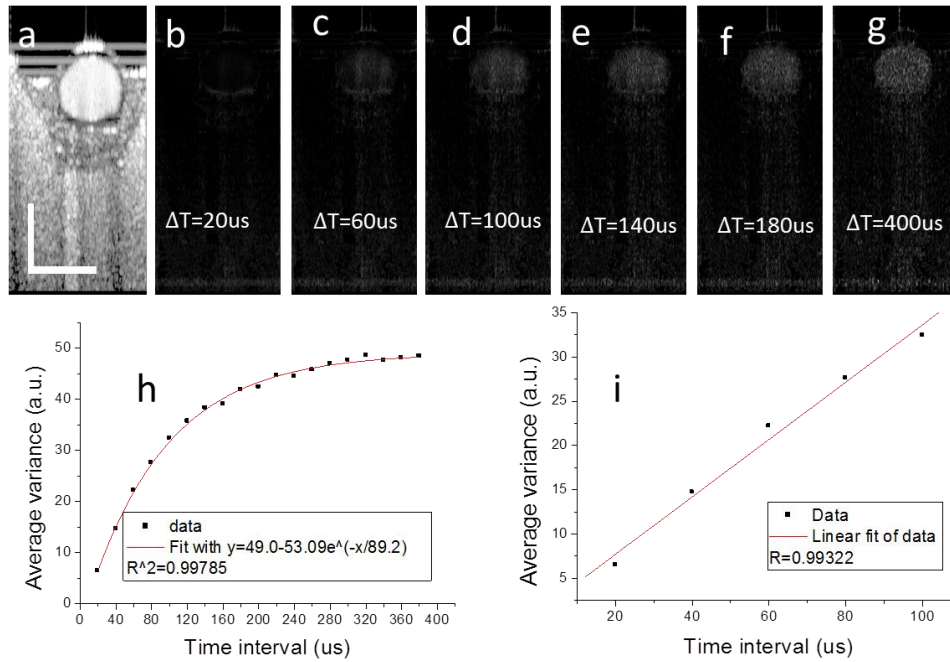 a
b
c
d
e
f
g
ΔT=20us
ΔT=60us
ΔT=100us
ΔT=140us
ΔT=180us
ΔT=400us
h
50
40
30
20
10
0
Average variance (a.u.)
data
Fit with y=49.0-53.09e^(-x/89.2)
R^2=0.99785
0 40 80 120 160 200 240 280 320 360 400
Time interval (us)
i
35
30
25
20
15
10
5
Average variance (a.u.)
Data
Linear fit of data
R=0.99322
20 40 60 80 100
Time interval (us)